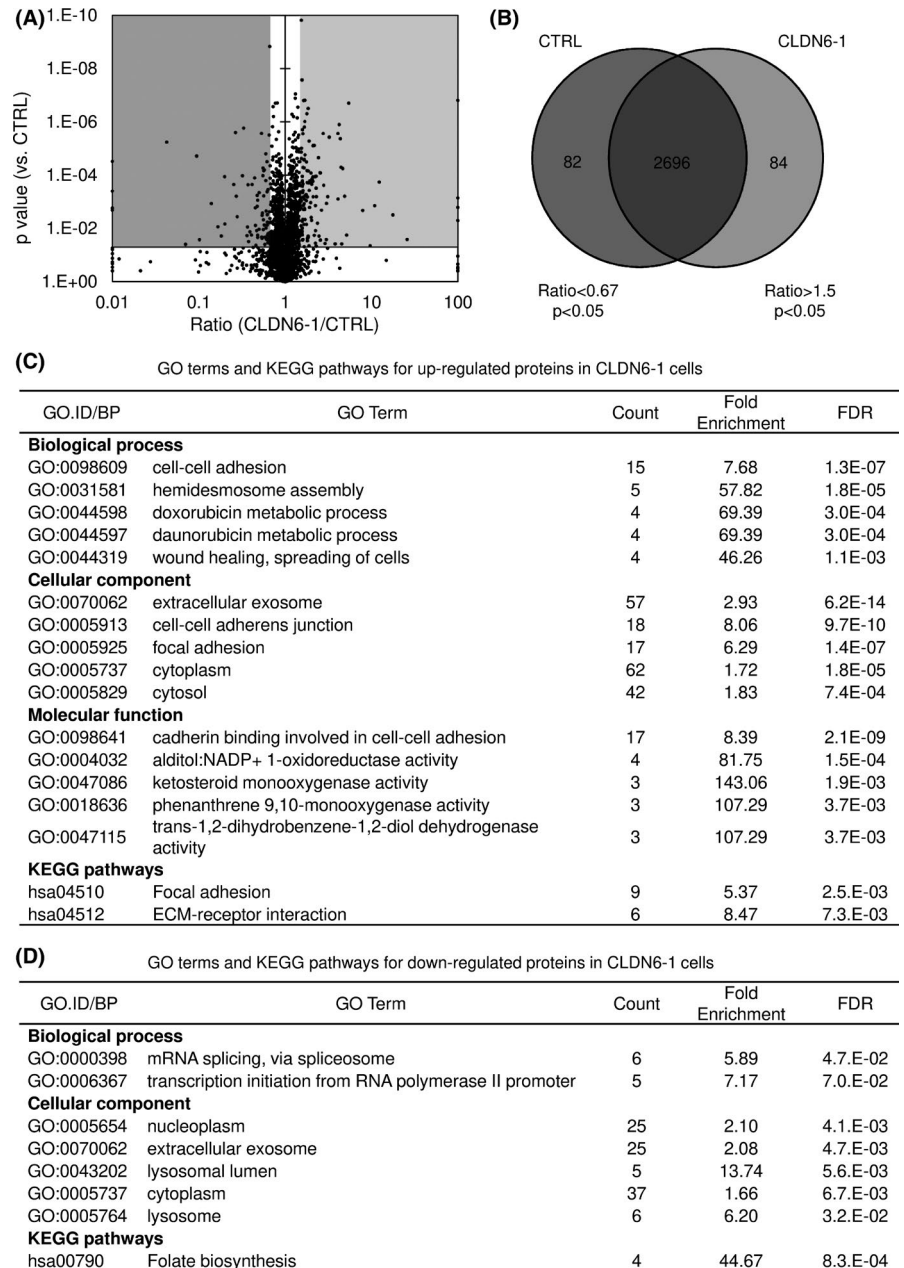 (A)
1.E-10
1.E-08
1.E-06
1.E-04
1.E-02
1.E+00
p value (vs. CTRL)
0.01 0.1 1 10 100
Ratio (CLDN6-1/CTRL)
(B)
CTRL CLDN6-1
82 2696 84
Ratio<0.67 Ratio>1.5
p<0.05 p<0.05
(C) GO terms and KEGG pathways for up-regulated proteins in CLDN6-1 cells
GO.ID/BP GO Term Count Fold Enrichment FDR
Biological process
GO:0098609 cell-cell adhesion 15 7.68 1.3E-07
GO:0031581 hemidesmosome assembly 5 57.82 1.8E-05
GO:0044598 doxorubicin metabolic process 4 69.39 3.0E-04
GO:0044597 daunorubicin metabolic process 4 69.39 3.0E-04
GO:0044319 wound healing, spreading of cells 4 46.26 1.1E-03
Cellular component
GO:0070062 extracellular exosome 57 2.93 6.2E-14
GO:0005913 cell-cell adherens junction 18 8.06 9.7E-10
GO:0005925 focal adhesion 17 6.29 1.4E-07
GO:0005737 cytoplasm 62 1.72 1.8E-05
GO:0005829 cytosol 42 1.83 7.4E-04
Molecular function
GO:0098641 cadherin binding involved in cell-cell adhesion 17 8.39 2.1E-09
GO:0004032 alditol:NADP+ 1-oxidoreductase activity 4 81.75 1.5E-04
GO:0047086 ketosteroid monooxygenase activity 3 143.06 1.9E-03
GO:0018636 phenanthrene 9,10-monooxygenase activity 3 107.29 3.7E-03
GO:0047115 trans-1,2-dihydrobenzene-1,2-diol dehydrogenase activity 3 107.29 3.7E-03
KEGG pathways
hsa04510 Focal adhesion 9 5.37 2.5.E-03
hsa04512 ECM-receptor interaction 6 8.47 7.3.E-03
(D) GO terms and KEGG pathways for down-regulated proteins in CLDN6-1 cells
GO.ID/BP GO Term Count Fold Enrichment FDR
Biological process
GO:0000398 mRNA splicing, via spliceosome 6 5.89 4.7.E-02
GO:0006367 transcription initiation from RNA polymerase II promoter 5 7.17 7.0.E-02
Cellular component
GO:0005654 nucleoplasm 25 2.10 4.1.E-03
GO:0070062 extracellular exosome 25 2.08 4.7.E-03
GO:0043202 lysosomal lumen 5 13.74 5.6.E-03
GO:0005737 cytoplasm 37 1.66 6.7.E-03
GO:0005764 lysosome 6 6.20 3.2.E-02
KEGG pathways
hsa00790 Folate biosynthesis 4 44.67 8.3.E-04